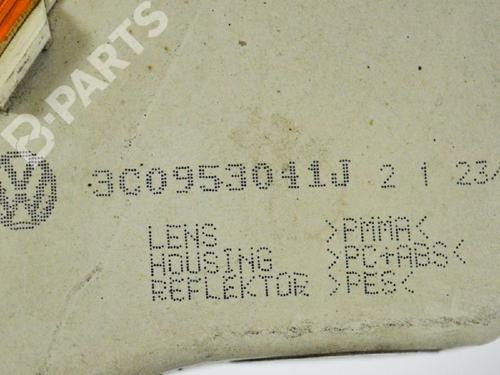 B-PARTS
3C0953041J 2 1 23/
LENS >PMMA<
HOUSING >PC+ABS<
REFLEKTOR >PES<